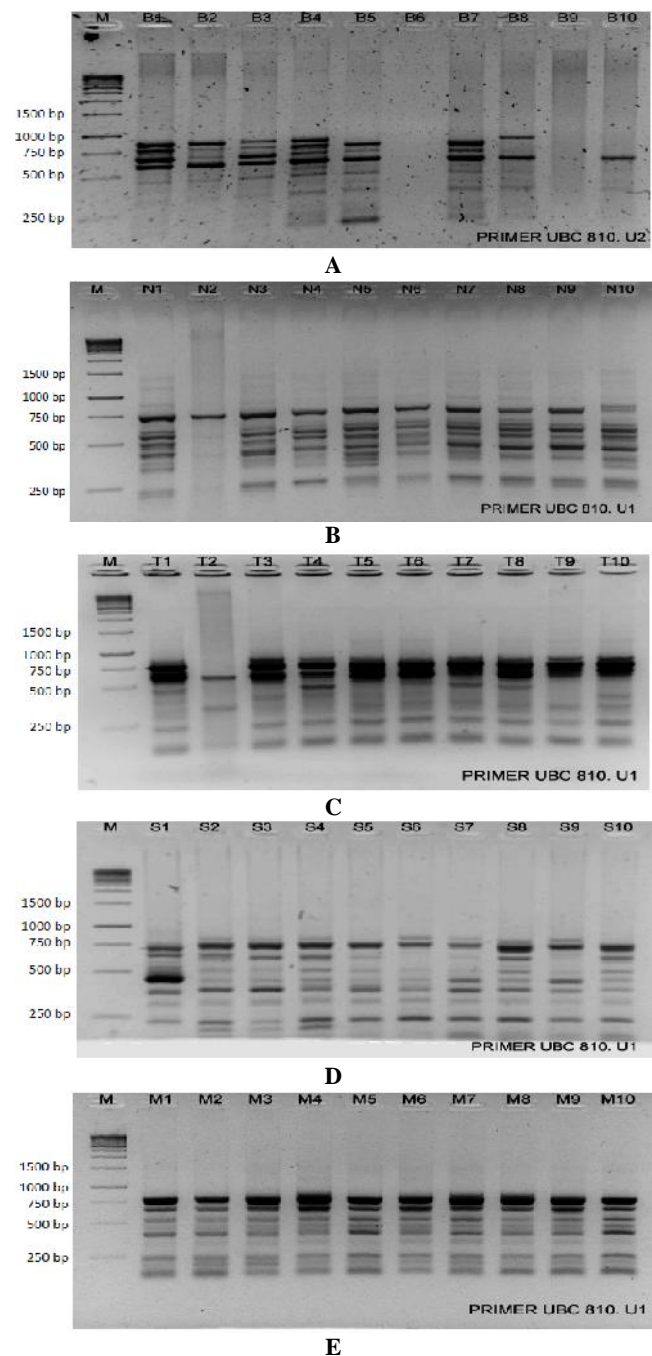 M B1 B2 B3 B4 B5 B6 B7 B8 B9 B10
1500 bp
1000 bp
750 bp
500 bp
250 bp
PRIMER UBC 810. U2
A
M N1 N2 N3 N4 N5 N6 N7 N8 N9 N10
1500 bp
1000 bp
750 bp
500 bp
250 bp
PRIMER UBC 810. U1
B
M T1 T2 T3 T4 T5 T6 T7 T8 T9 T10
1500 bp
1000 bp
750 bp
500 bp
250 bp
PRIMER UBC 810. U1
C
M S1 S2 S3 S4 S5 S6 S7 S8 S9 S10
1500 bp
1000 bp
750 bp
500 bp
250 bp
PRIMER UBC 810. U1
D
M M1 M2 M3 M4 M5 M6 M7 M8 M9 M10
1500 bp
1000 bp
750 bp
500 bp
250 bp
PRIMER UBC 810. U1
E